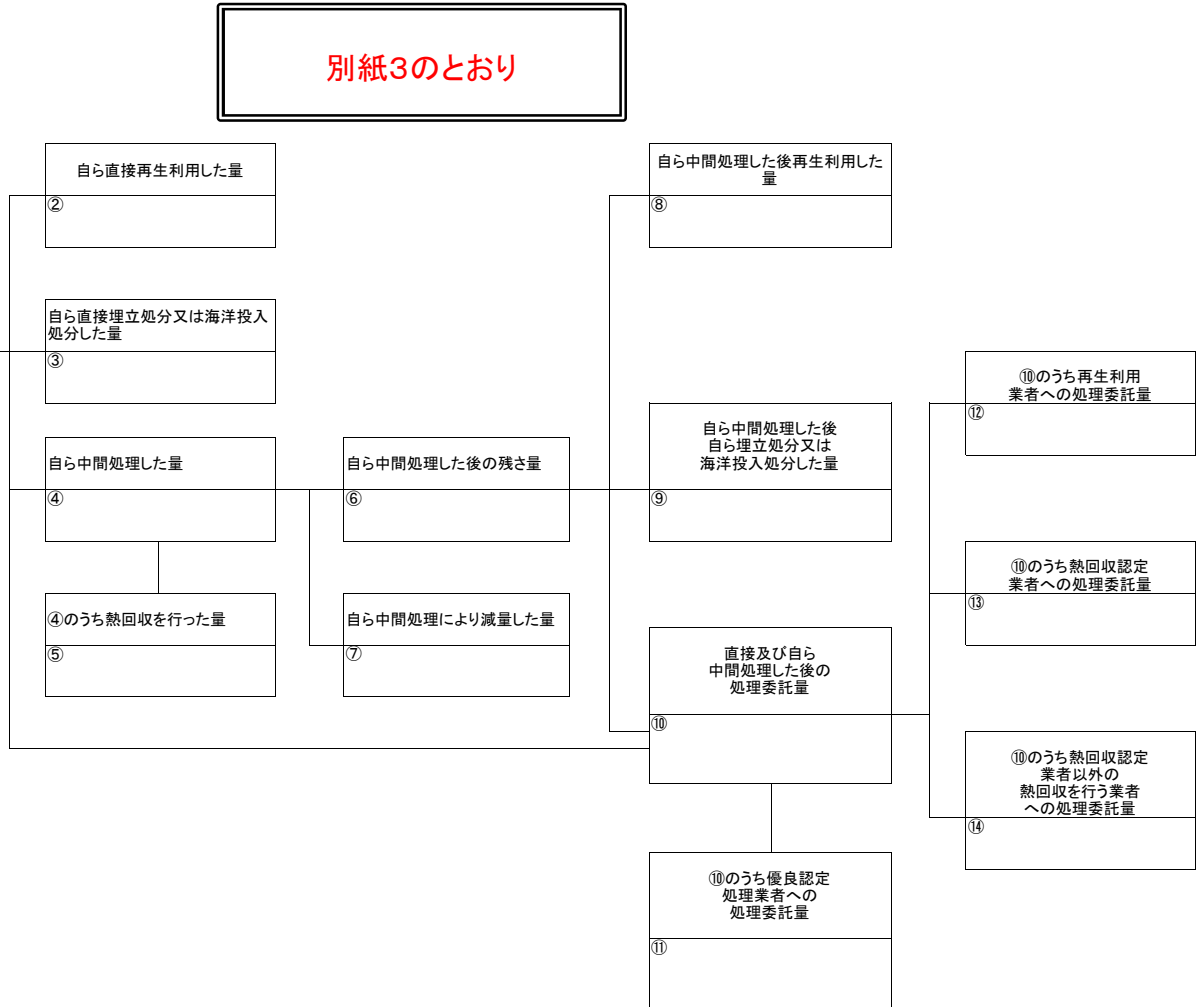 別紙3のとおり
自ら直接再生利用した量
②
自ら中間処理した後再生利用した
量
⑧
自ら直接埋立処分又は海洋投入
処分した量
③
⑩のうち再生利用
業者への処理委託量
⑫
自ら中間処理した量
④
自ら中間処理した後の残さ量
⑥
自ら中間処理した後
自ら埋立処分又は
海洋投入処分した量
⑨
⑩のうち熱回収認定
業者への処理委託量
⑬
④のうち熱回収を行った量
⑤
自ら中間処理により減量した量
⑦
直接及び自ら
中間処理した後の
処理委託量
⑩
⑩のうち熱回収認定
業者以外の
熱回収を行う業者
への処理委託量
⑭
⑩のうち優良認定
処理業者への
処理委託量
⑪